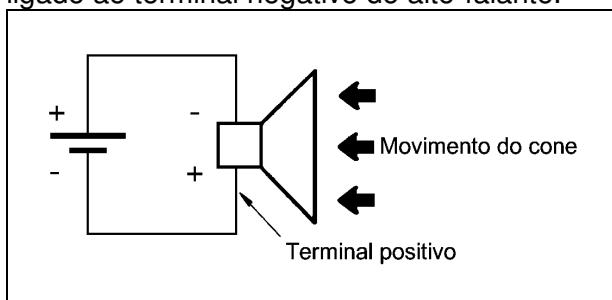 ligado ao terminal negativo do alto-falante.
+ -
- +
Movimento do cone
Terminal positivo